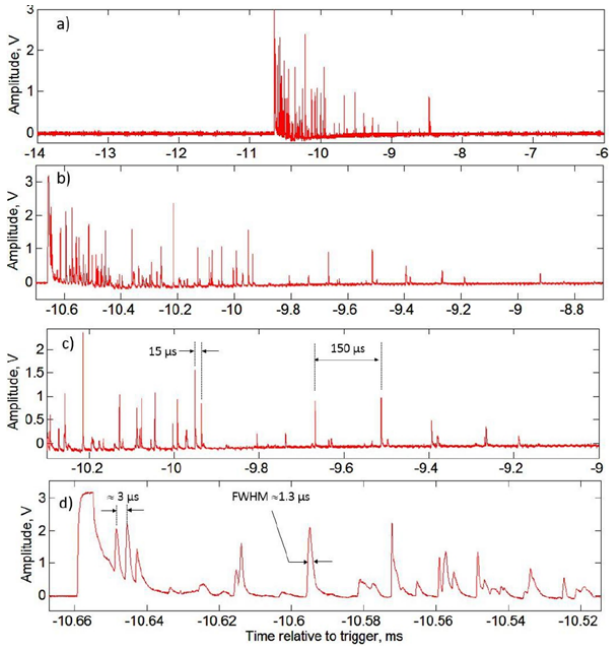 a)
Amplitude, V
3
2
1
0
-14 -13 -12 -11 -10 -9 -8 -7 -6
b)
Amplitude, V
3
2
1
0
-10.6 -10.4 -10.2 -10 -9.8 -9.6 -9.4 -9.2 -9 -8.8
c)
Amplitude, V
2
1.5
1
0.5
0
15 μs
150 μs
-10.2 -10 -9.8 -9.6 -9.4 -9.2 -9
d)
Amplitude, V
3
2
1
0
≈ 3 μs
FWHM ≈1.3 μs
-10.66 -10.64 -10.62 -10.6 -10.58 -10.56 -10.54 -10.52
Time relative to trigger, ms